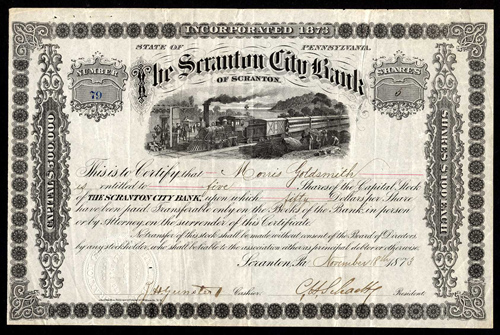 INCORPORATED 1873
STATE OF PENNSYLVANIA.
NUMBER
79
The Scranton City Bank
OF SCRANTON.
SHARES
5
CAPITAL $500,000
SHARES $100 EACH
This is to Certify that Morris Goldsmith
is entitled to five Shares of the Capital Stock
of THE SCRANTON CITY BANK, upon which fifty Dollars per Share
have been paid. Transferable only on the Books of the Bank in person
or by Attorney on the surrender of this Certificate.
No transfer of this stock shall be made without consent of the Board of Directors
by any stockholder, who shall be liable to the association either as principal debtor or otherwise.
Scranton, Pa. November 18th 1873
Cashier.
President.